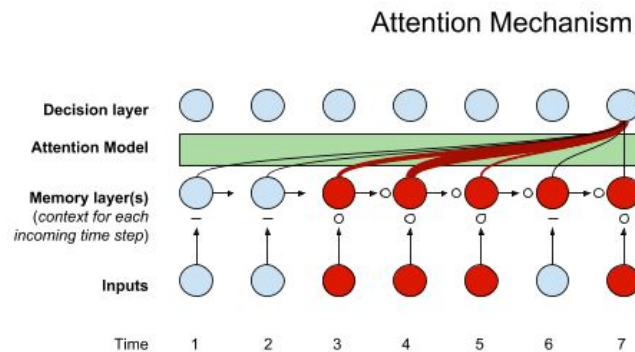 Attention Mechanism
Decision layer
Attention Model
Memory layer(s)
(context for each
incoming time step)
Inputs
Time 1 2 3 4 5 6 7